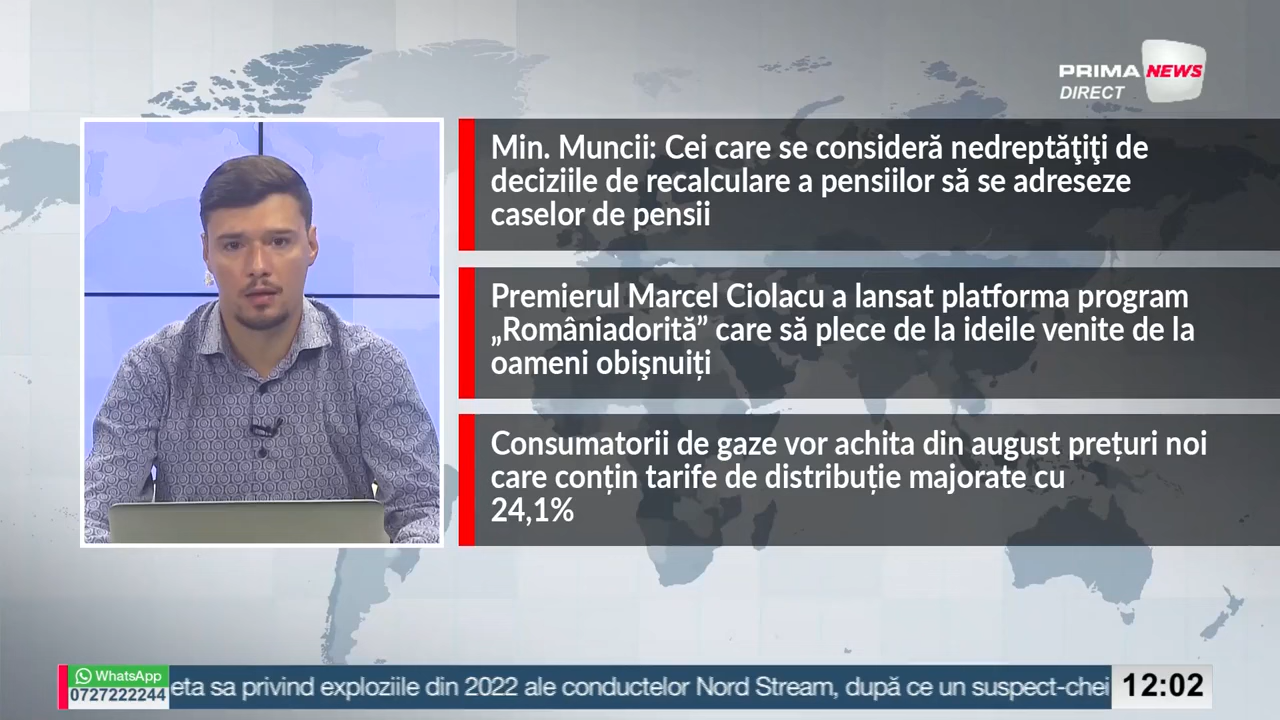 PRIMA NEWS
DIRECT
Min. Muncii: Cei care se consideră nedreptăţiţi de
deciziile de recalculare a pensiilor să se adreseze
caselor de pensii
Premierul Marcel Ciolacu a lansat platforma program
„Româniadorită” care să plece de la ideile venite de la
oameni obişnuiți
Consumatorii de gaze vor achita din august prețuri noi
care conțin tarife de distribuție majorate cu
24,1%
WhatsApp
0727222244
eta sa privind exploziile din 2022 ale conductelor Nord Stream, după ce un suspect-chei
12:02